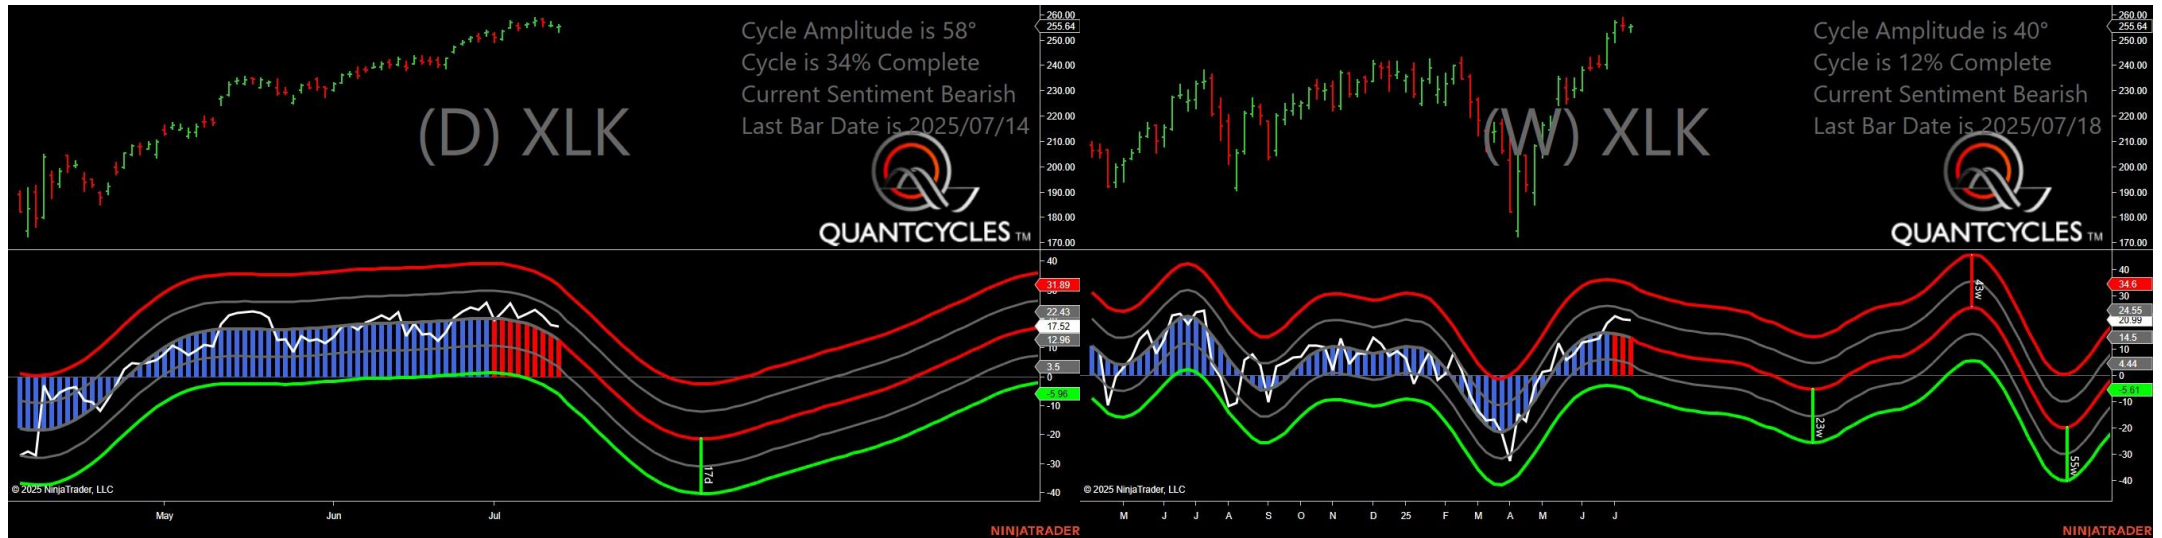 Cycle Amplitude is 58°
Cycle is 34% Complete
Current Sentiment Bearish
Last Bar Date is 2025/07/14
(D) XLK
QUANTCYCLES TM
260.00
255.64
250.00
240.00
230.00
220.00
210.00
200.00
190.00
180.00
170.00
40
31.89
22.43
17.52
12.96
10
3.5
0
-5.96
-10
-20
-30
-40
17d
© 2025 NinjaTrader, LLC
May
Jun
Jul
NINJATRADER
Cycle Amplitude is 40°
Cycle is 12% Complete
Current Sentiment Bearish
Last Bar Date is 2025/07/18
(W) XLK
QUANTCYCLES TM
260.00
255.64
250.00
240.00
230.00
220.00
210.00
200.00
190.00
180.00
170.00
40
34.6
30
24.55
20.99
14.5
10
4.44
0
-5.61
-10
-20
-30
-40
43w
23w
55w
© 2025 NinjaTrader, LLC
M
J
J
A
S
O
N
D
25
F
M
A
M
J
J
NINJATRADER